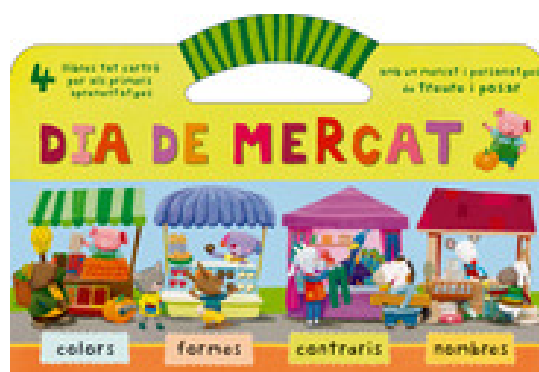 4 llibres tot cartró
per als primers
aprenentatges
amb un mercat i personatges
de Treure i posar
DIA DE MERCAT
colors
formes
contraris
nombres